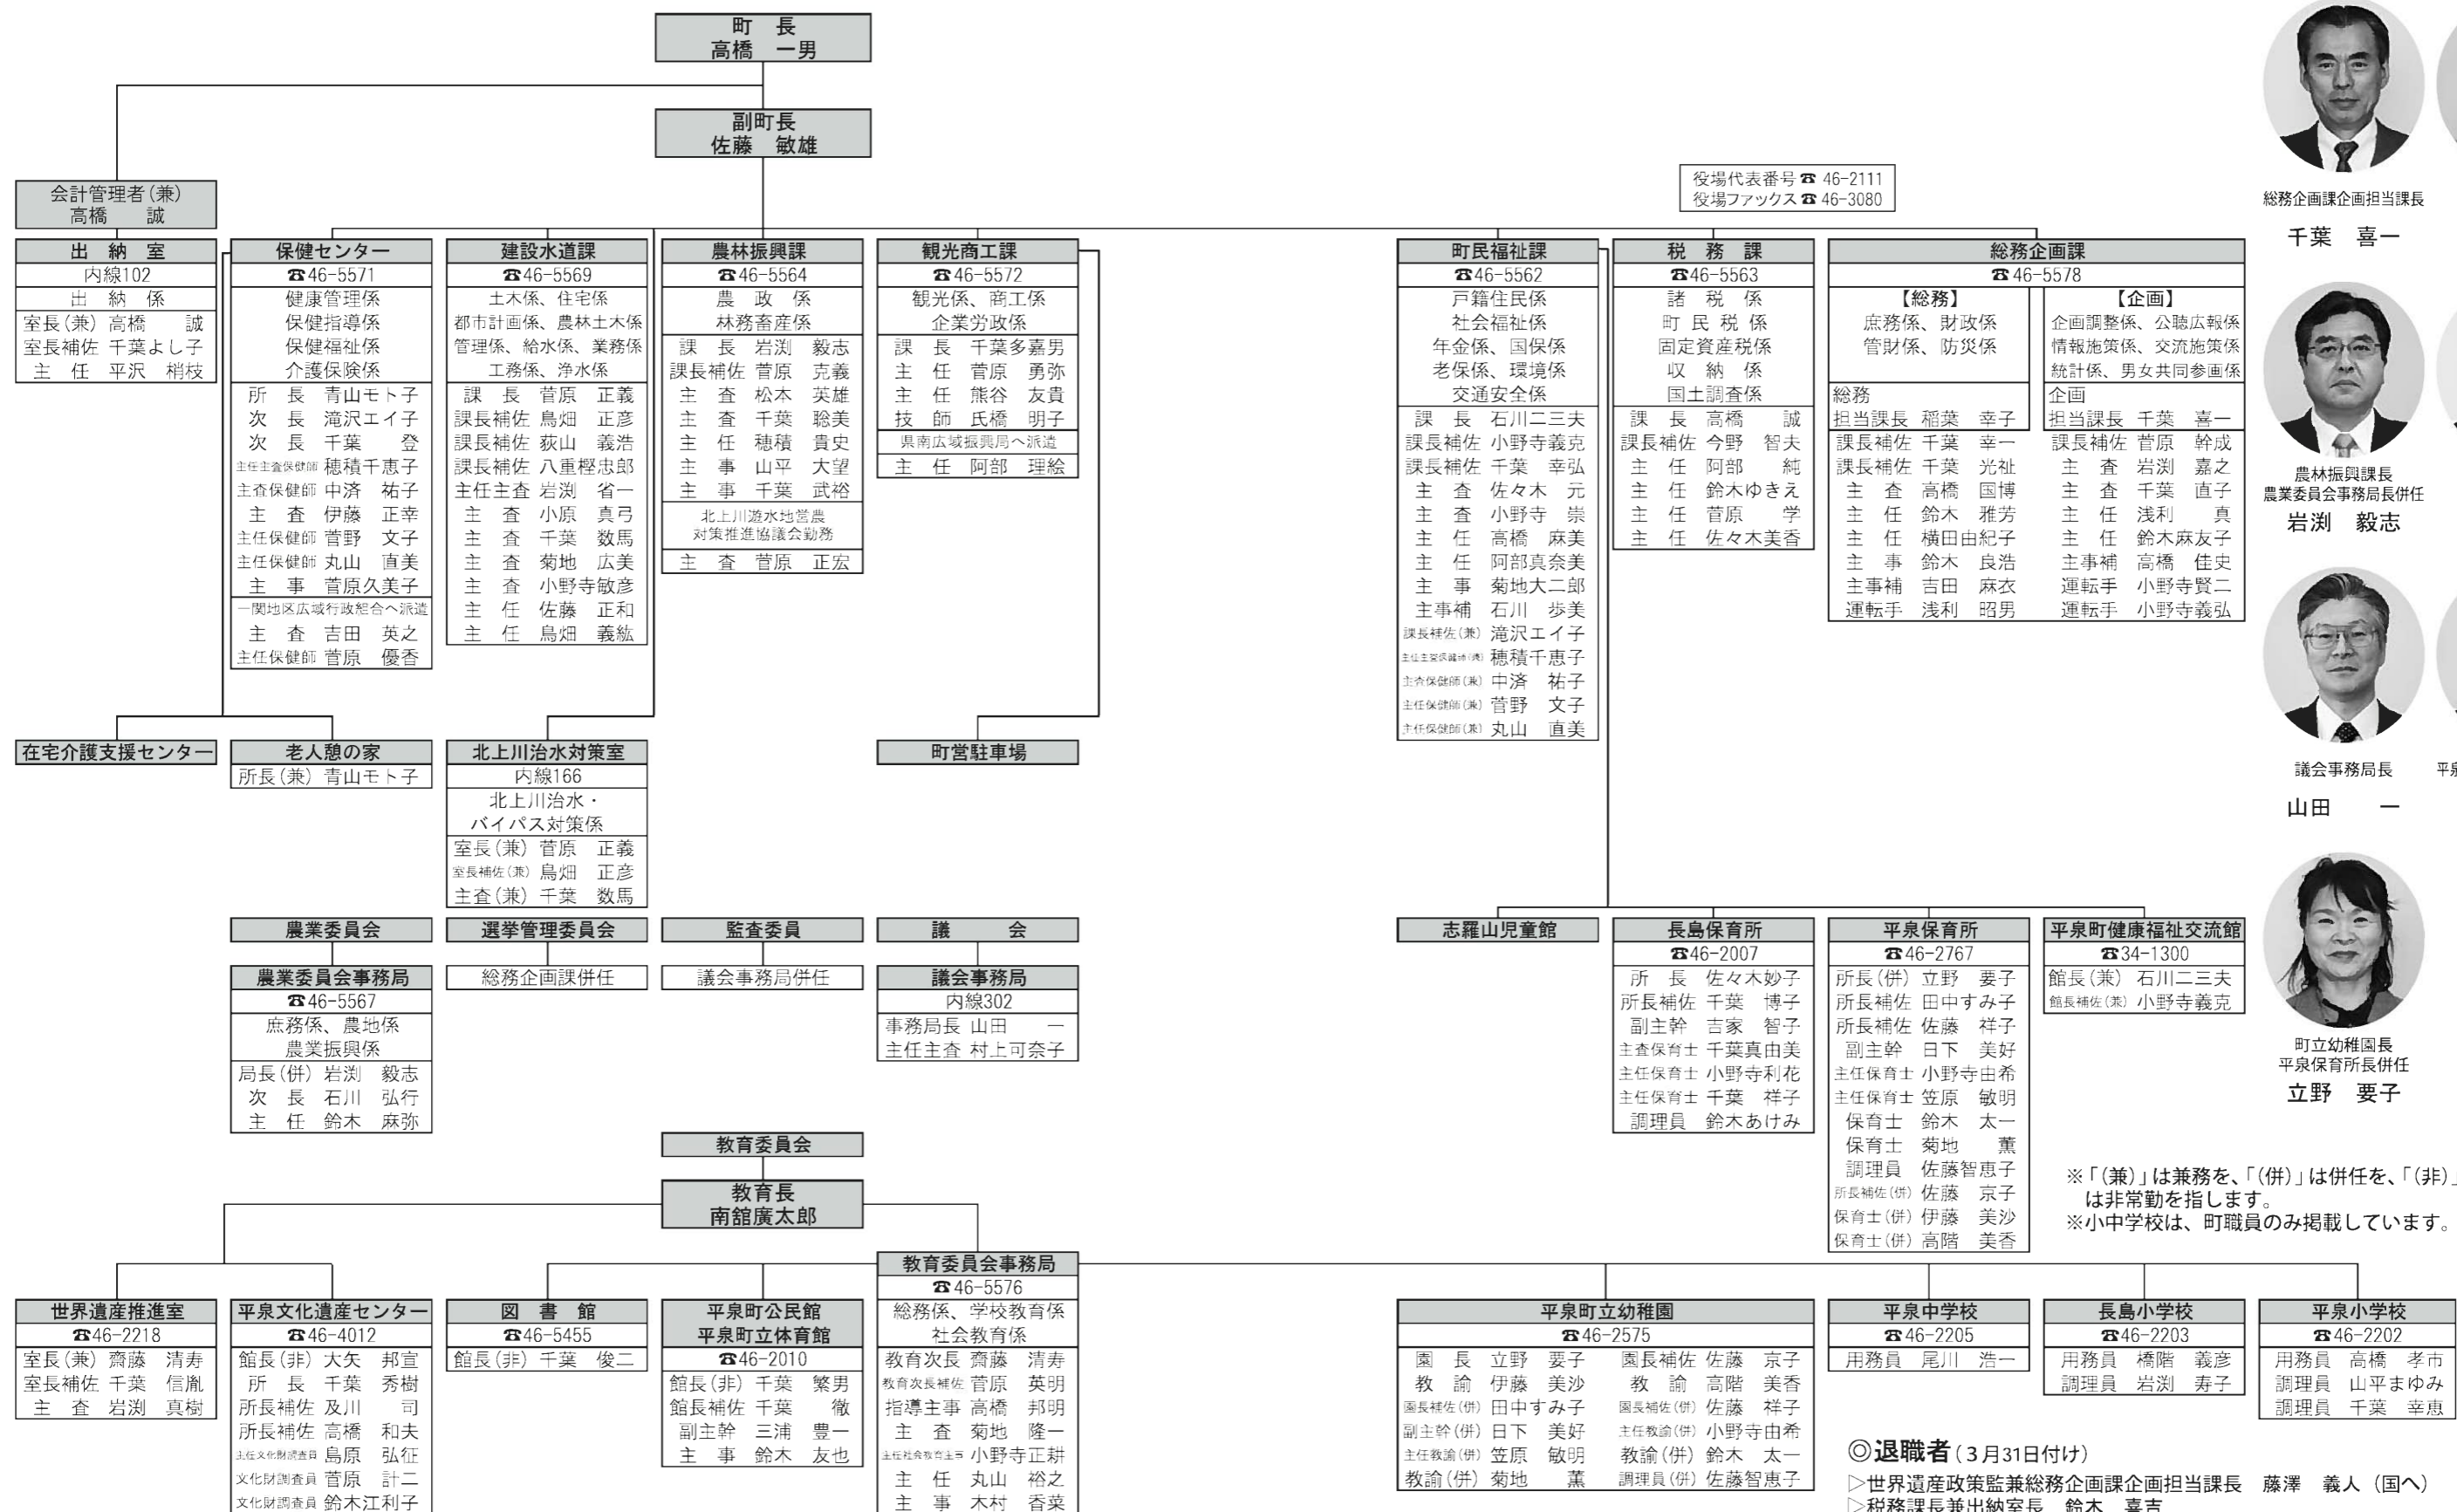 町　長
高橋　一男
副町長
佐藤　敏雄
会計管理者(兼)
高橋　　誠
役場代表番号☎ 46-2111
役場ファックス☎ 46-3080
出　納　室
内線102
出　納　係
室長(兼) 高橋　　誠
室長補佐 千葉よし子
主　任 平沢　梢枝
保健センター
☎46-5571
健康管理係
保健指導係
保健福祉係
介護保険係
所　長 青山モト子
次　長 滝沢エイ子
次　長 千葉　　登
主任主査保健師 穂積千恵子
主査保健師 中済　祐子
主　査 伊藤　正幸
主任保健師 菅野　文子
主任保健師 丸山　直美
主　事 菅原久美子
一関地区広域行政組合へ派遣
主　査 吉田　英之
主任保健師 菅原　優香
建設水道課
☎46-5569
土木係、住宅係
都市計画係、農林土木係
管理係、給水係、業務係
工務係、浄水係
課　長 菅原　正義
課長補佐 鳥畑　正彦
課長補佐 荻山　義浩
課長補佐 八重樫忠郎
主任主査 岩渕　省一
主　査 小原　真弓
主　査 千葉　数馬
主　査 菊地　広美
主　査 小野寺敏彦
主　任 佐藤　正和
主　任 鳥畑　義紘
農林振興課
☎46-5564
農　政　係
林務畜産係
課　長 岩渕　毅志
課長補佐 菅原　克義
主　査 松本　英雄
主　査 千葉　聡美
主　任 穂積　貴史
主　事 山平　大望
主　事 千葉　武裕
北上川遊水地営農
対策推進協議会勤務
主　査 菅原　正宏
観光商工課
☎46-5572
観光係、商工係
企業労政係
課　長 千葉多嘉男
主　任 菅原　勇弥
主　任 熊谷　友貴
技　師 氏橋　明子
県南広域振興局へ派遣
主　任 阿部　理絵
町民福祉課
☎46-5562
戸籍住民係
社会福祉係
年金係、国保係
老保係、環境係
交通安全係
課　長 石川二三夫
課長補佐 小野寺義克
課長補佐 千葉　幸弘
主　査 佐々木　元
主　査 小野寺　崇
主　任 高橋　麻美
主　任 阿部真奈美
主　事 菊地大二郎
主事補 石川　歩美
課長補佐(兼) 滝沢エイ子
主任主査保健師(兼) 穂積千恵子
主査保健師(兼) 中済　祐子
主任保健師(兼) 菅野　文子
主任保健師(兼) 丸山　直美
税　務　課
☎46-5563
諸　税　係
町 民 税 係
固定資産税係
収　納　係
国土調査係
課　長 高橋　　誠
課長補佐 今野　智夫
主　任 阿部　　純
主　任 鈴木ゆきえ
主　任 菅原　　学
主　任 佐々木美香
総務企画課
☎46-5578
【総務】
庶務係、財政係
管財係、防災係
総務
担当課長 稲葉　幸子
課長補佐 千葉　幸一
課長補佐 千葉　光祉
主　査 高橋　国博
主　任 鈴木　雅芳
主　任 横田由紀子
主　事 鈴木　良浩
主事補 吉田　麻衣
運転手 浅利　昭男
【企画】
企画調整係、公聴広報係
情報施策係、交流施策係
統計係、男女共同参画係
企画
担当課長 千葉　喜一
課長補佐 菅原　幹成
主　査 岩渕　嘉之
主　査 千葉　直子
主　任 浅利　　真
主　任 鈴木麻友子
主事補 高橋　佳史
運転手 小野寺賢二
運転手 小野寺義弘
在宅介護支援センター
老人憩の家
所長(兼) 青山モト子
北上川治水対策室
内線166
北上川治水・
バイパス対策係
室長(兼) 菅原　正義
室長補佐(兼) 鳥畑　正彦
主査(兼) 千葉　数馬
町営駐車場
農業委員会
農業委員会事務局
☎46-5567
庶務係、農地係
農業振興係
局長(併) 岩渕　毅志
次　長 石川　弘行
主　任 鈴木　麻弥
選挙管理委員会
総務企画課併任
監査委員
議会事務局併任
議　　会
議会事務局
内線302
事務局長 山田　　一
主任主査 村上可奈子
志羅山児童館
長島保育所
☎46-2007
所　長 佐々木妙子
所長補佐 千葉　博子
副主幹 吉家　智子
主査保育士 千葉真由美
主任保育士 小野寺利花
主任保育士 千葉　祥子
調理員 鈴木あけみ
平泉保育所
☎46-2767
所長(併) 立野　要子
所長補佐 田中すみ子
所長補佐 佐藤　祥子
副主幹 日下　美好
主任保育士 小野寺由希
主任保育士 笠原　敏明
保育士 鈴木　太一
保育士 菊地　　薫
調理員 佐藤智恵子
所長補佐(併) 佐藤　京子
保育士(併) 伊藤　美沙
保育士(併) 高階　美香
平泉町健康福祉交流館
☎34-1300
館長(兼) 石川二三夫
館長補佐(兼) 小野寺義克
教育委員会
教育長
南舘廣太郎
世界遺産推進室
☎46-2218
室長(兼) 齋藤　清寿
室長補佐 千葉　信胤
主　査 岩渕　真樹
平泉文化遺産センター
☎46-4012
館長(非) 大矢　邦宣
所　長 千葉　秀樹
所長補佐 及川　　司
所長補佐 高橋　和夫
主任文化財調査員 島原　弘征
文化財調査員 菅原　計二
文化財調査員 鈴木江利子
図　書　館
☎46-5455
館長(非) 千葉　俊二
平泉町公民館
平泉町立体育館
☎46-2010
館長(非) 千葉　繁男
館長補佐 千葉　　徹
副主幹 三浦　豊一
主　事 鈴木　友也
教育委員会事務局
☎46-5576
総務係、学校教育係
社会教育係
教育次長 齋藤　清寿
教育次長補佐 菅原　英明
指導主事 高橋　邦明
主　査 菊地　隆一
主任社会教育主事 小野寺正耕
主　任 丸山　裕之
主　事 木村　香菜
平泉町立幼稚園
☎46-2575
園　長 立野　要子　園長補佐 佐藤　京子
教　諭 伊藤　美沙　教　諭 高階　美香
園長補佐(併) 田中すみ子　園長補佐(併) 佐藤　祥子
副主幹(併) 日下　美好　主任教諭(併) 小野寺由希
主任教諭(併) 笠原　敏明　教諭(併) 鈴木　太一
教諭(併) 菊地　　薫　調理員(併) 佐藤智恵子
平泉中学校
☎46-2205
用務員 尾川　浩一
長島小学校
☎46-2203
用務員 橋階　義彦
調理員 岩渕　寿子
平泉小学校
☎46-2202
用務員 高橋　孝市
調理員 山平まゆみ
調理員 千葉　幸恵
総務企画課企画担当課長
千葉　喜一
農林振興課長
農業委員会事務局長併任
岩渕　毅志
議会事務局長
山田　　一
平泉
町立幼稚園長
平泉保育所長併任
立野　要子
※「(兼)」は兼務を、「(併)」は併任を、「(非)」
は非常勤を指します。
※小中学校は、町職員のみ掲載しています。
◎退職者(３月31日付け)
▷世界遺産政策監兼総務企画課企画担当課長　藤澤　義人（国へ）
▷税務課長兼出納室長　鈴木　喜吉